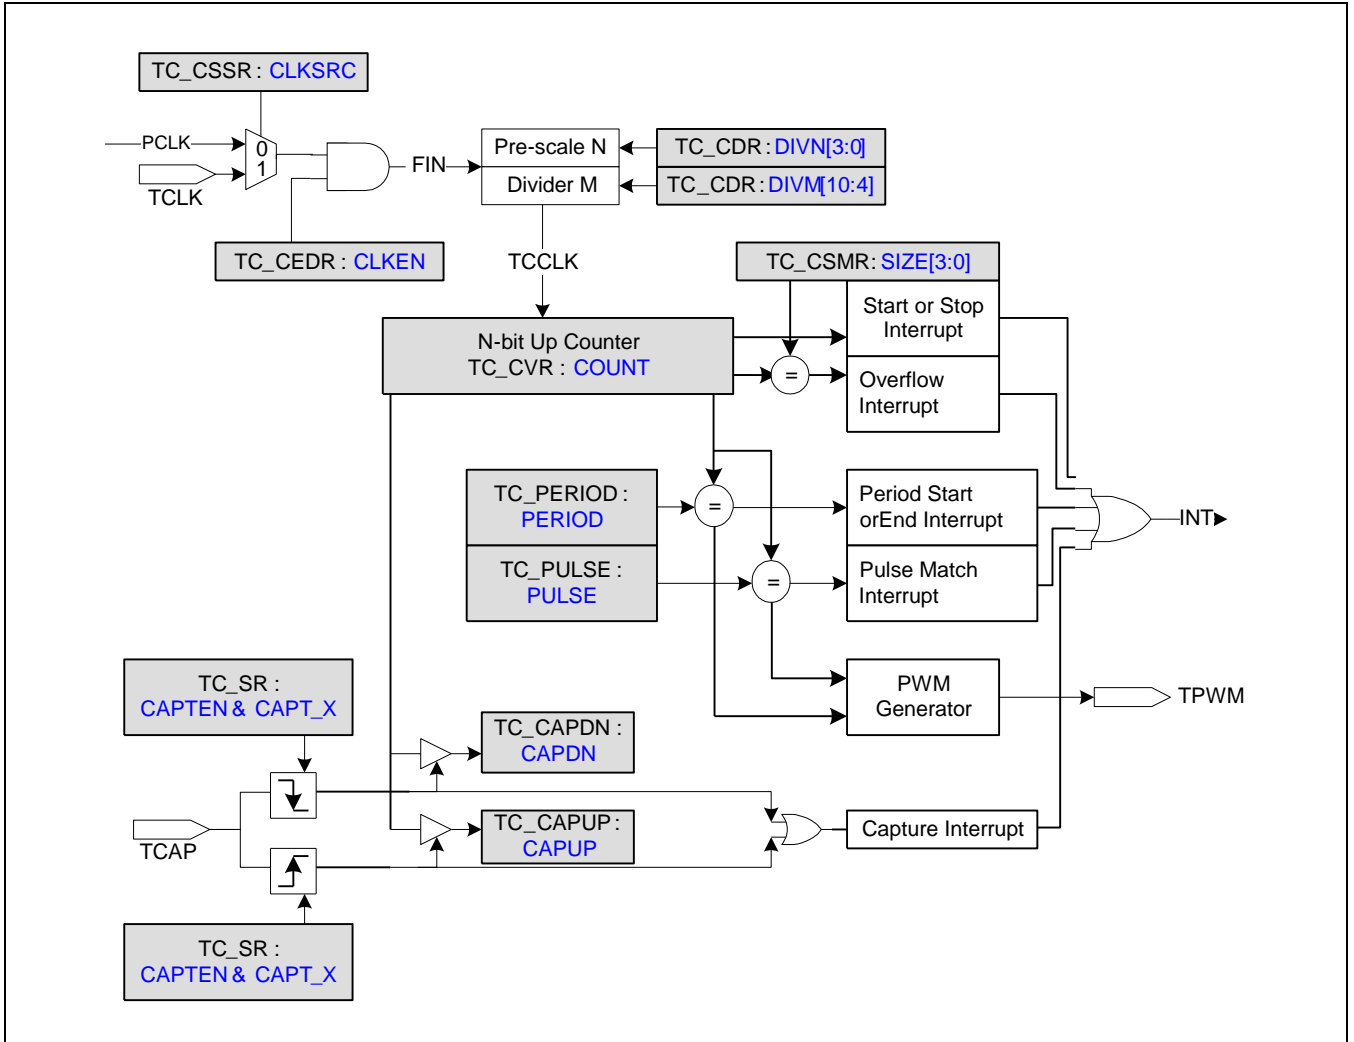 TC_CSSR : CLKSRC
PCLK
0
1
TCLK
FIN
Pre-scale N
Divider M
TC_CDR : DIVN[3:0]
TC_CDR : DIVM[10:4]
TC_CEDR : CLKEN
TCCLK
TC_CSMR: SIZE[3:0]
N-bit Up Counter
TC_CVR : COUNT
=
Start or Stop
Interrupt
Overflow
Interrupt
TC_PERIOD :
PERIOD
=
Period Start
orEnd Interrupt
INT
TC_PULSE :
PULSE
=
Pulse Match
Interrupt
TC_SR :
CAPTEN & CAPT_X
PWM
Generator
TPWM
TC_CAPDN :
CAPDN
TCAP
TC_CAPUP :
CAPUP
Capture Interrupt
TC_SR :
CAPTEN & CAPT_X